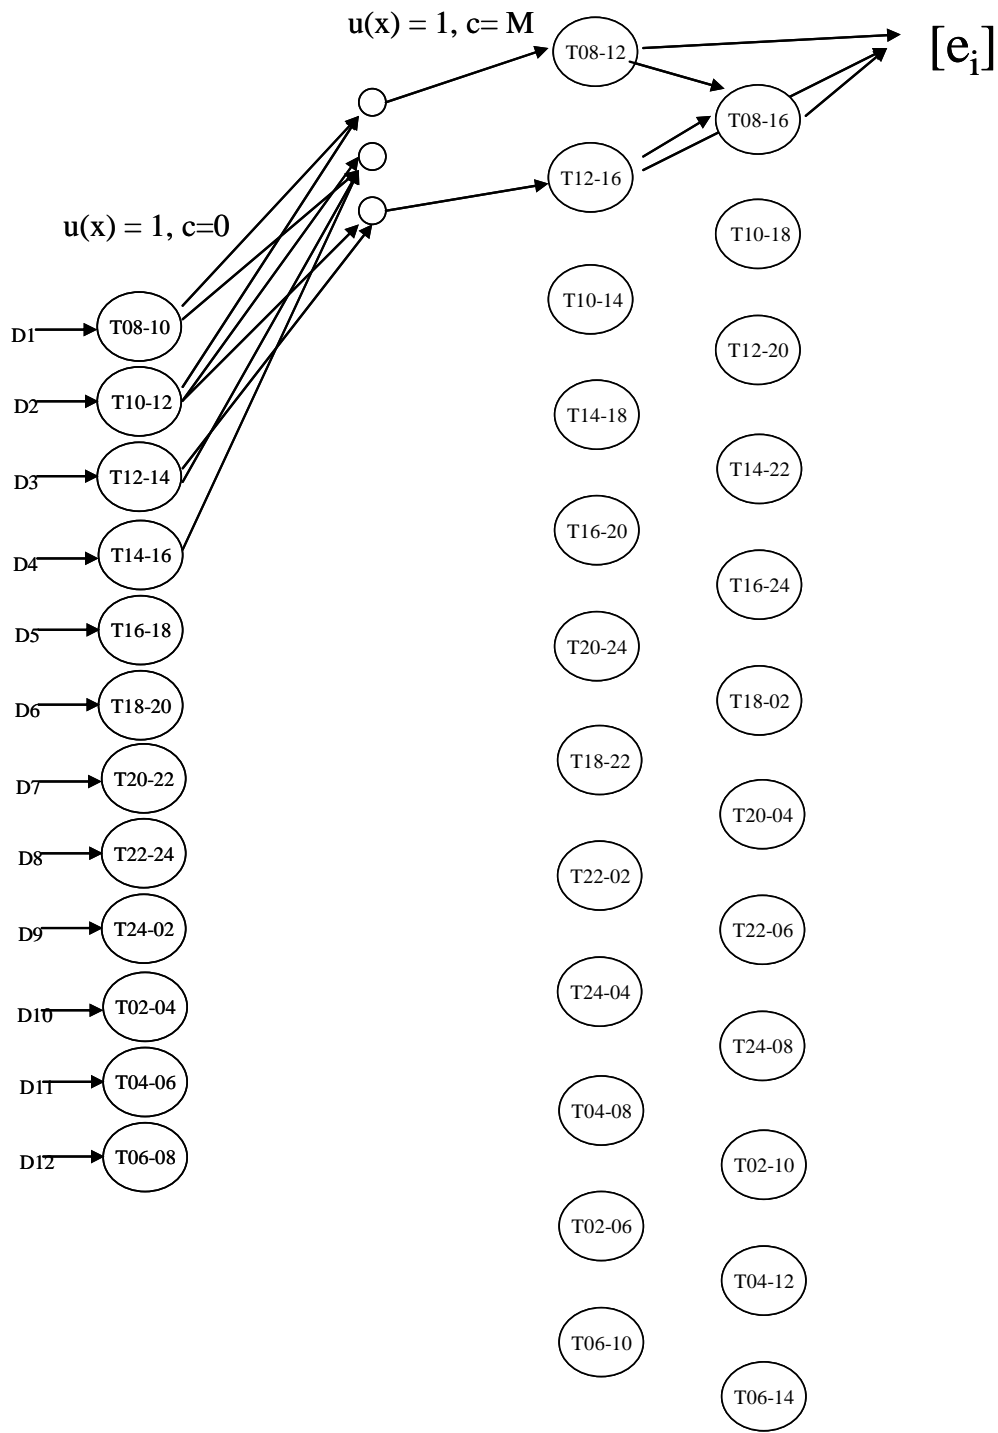 u(x) = 1, c= M
[ei]
T08-12
T08-16
T12-16
u(x) = 1, c=0
T10-18
T10-14
D1
T08-10
T12-20
D2
T10-12
T14-18
D3
T12-14
T14-22
T16-20
D4
T14-16
T16-24
D5
T16-18
T20-24
D6
T18-20
T18-02
T18-22
D7
T20-22
T20-04
D8
T22-24
T22-02
D9
T24-02
T22-06
T24-04
D10
T02-04
T24-08
D11
T04-06
T04-08
D12
T06-08
T02-10
T02-06
T04-12
T06-10
T06-14